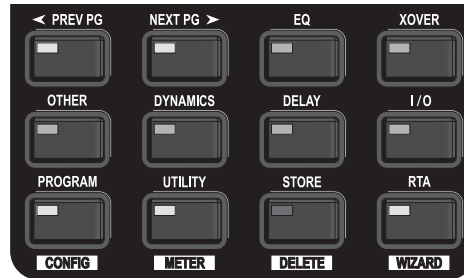 ◄ PREV PG NEXT PG ➤ EQ XOVER
OTHER DYNAMICS DELAY I / O
PROGRAM UTILITY STORE RTA
CONFIG METER DELETE WIZARD